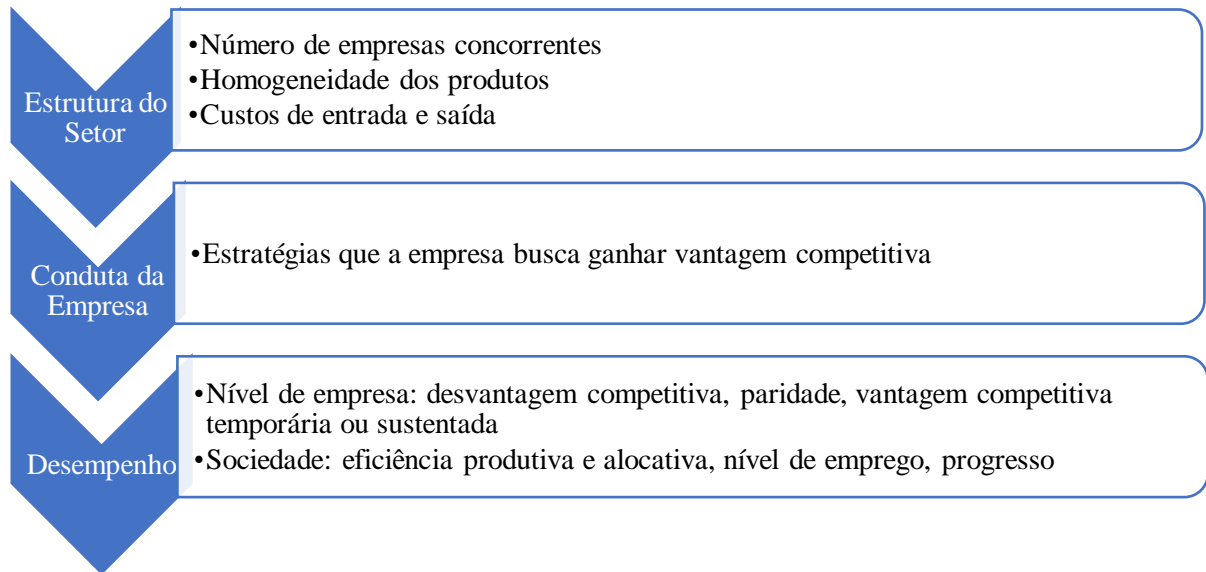 Estrutura do
Setor
•Número de empresas concorrentes
•Homogeneidade dos produtos
•Custos de entrada e saída
Conduta da
Empresa
•Estratégias que a empresa busca ganhar vantagem competitiva
Desempenho
•Nível de empresa: desvantagem competitiva, paridade, vantagem competitiva
temporária ou sustentada
•Sociedade: eficiência produtiva e alocativa, nível de emprego, progresso